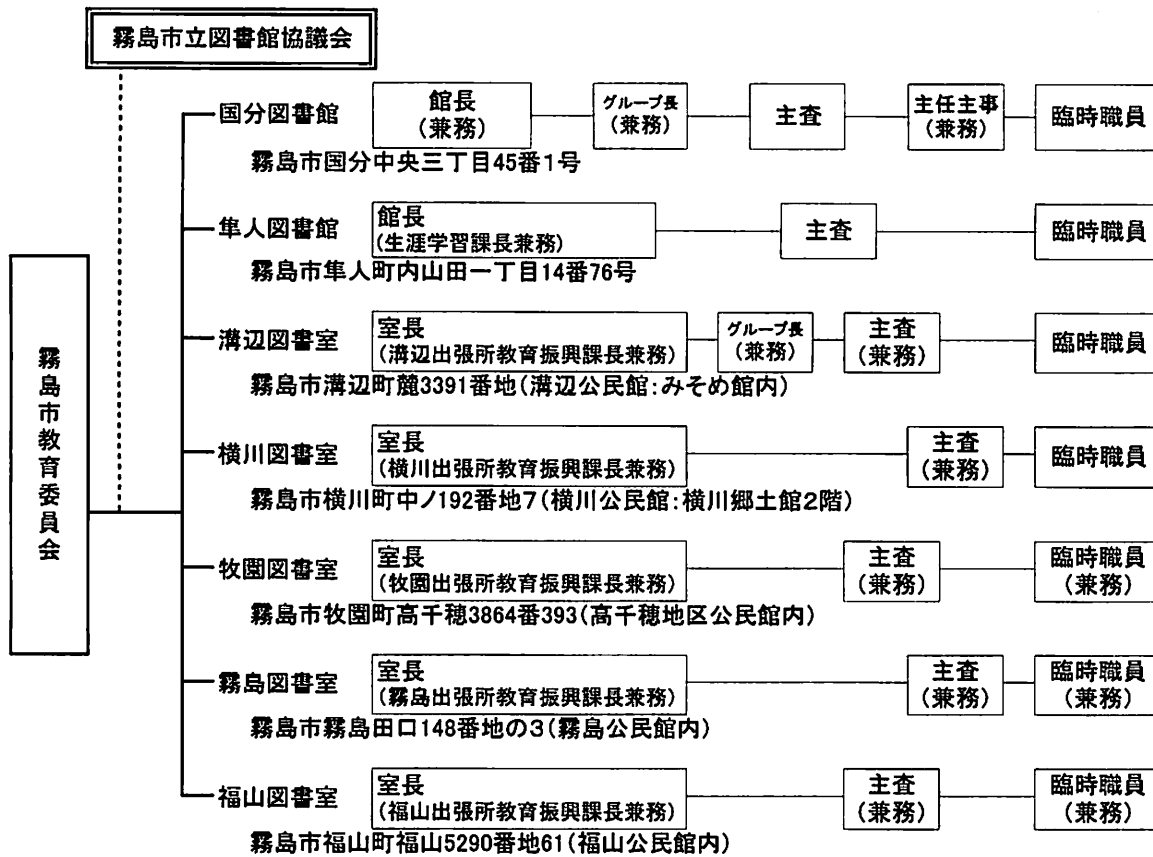 霧島市立図書館協議会
霧島市教育委員会
国分図書館 館長 グループ長 主査 主任主事 臨時職員
(兼務) (兼務) (兼務)
霧島市国分中央三丁目45番1号
隼人図書館 館長 主査 臨時職員
(生涯学習課長兼務)
霧島市隼人町内山田一丁目14番76号
溝辺図書室 室長 グループ長 主査 臨時職員
(溝辺出張所教育振興課長兼務) (兼務) (兼務)
霧島市溝辺町麓3391番地(溝辺公民館:みそめ館内)
横川図書室 室長 主査 臨時職員
(横川出張所教育振興課長兼務) (兼務)
霧島市横川町中ノ192番地7(横川公民館:横川郷土館2階)
牧園図書室 室長 主査 臨時職員
(牧園出張所教育振興課長兼務) (兼務) (兼務)
霧島市牧園町高千穂3864番393(高千穂地区公民館内)
霧島図書室 室長 主査 臨時職員
(霧島出張所教育振興課長兼務) (兼務) (兼務)
霧島市霧島田口148番地の3(霧島公民館内)
福山図書室 室長 主査 臨時職員
(福山出張所教育振興課長兼務) (兼務) (兼務)
霧島市福山町福山5290番地61(福山公民館内)